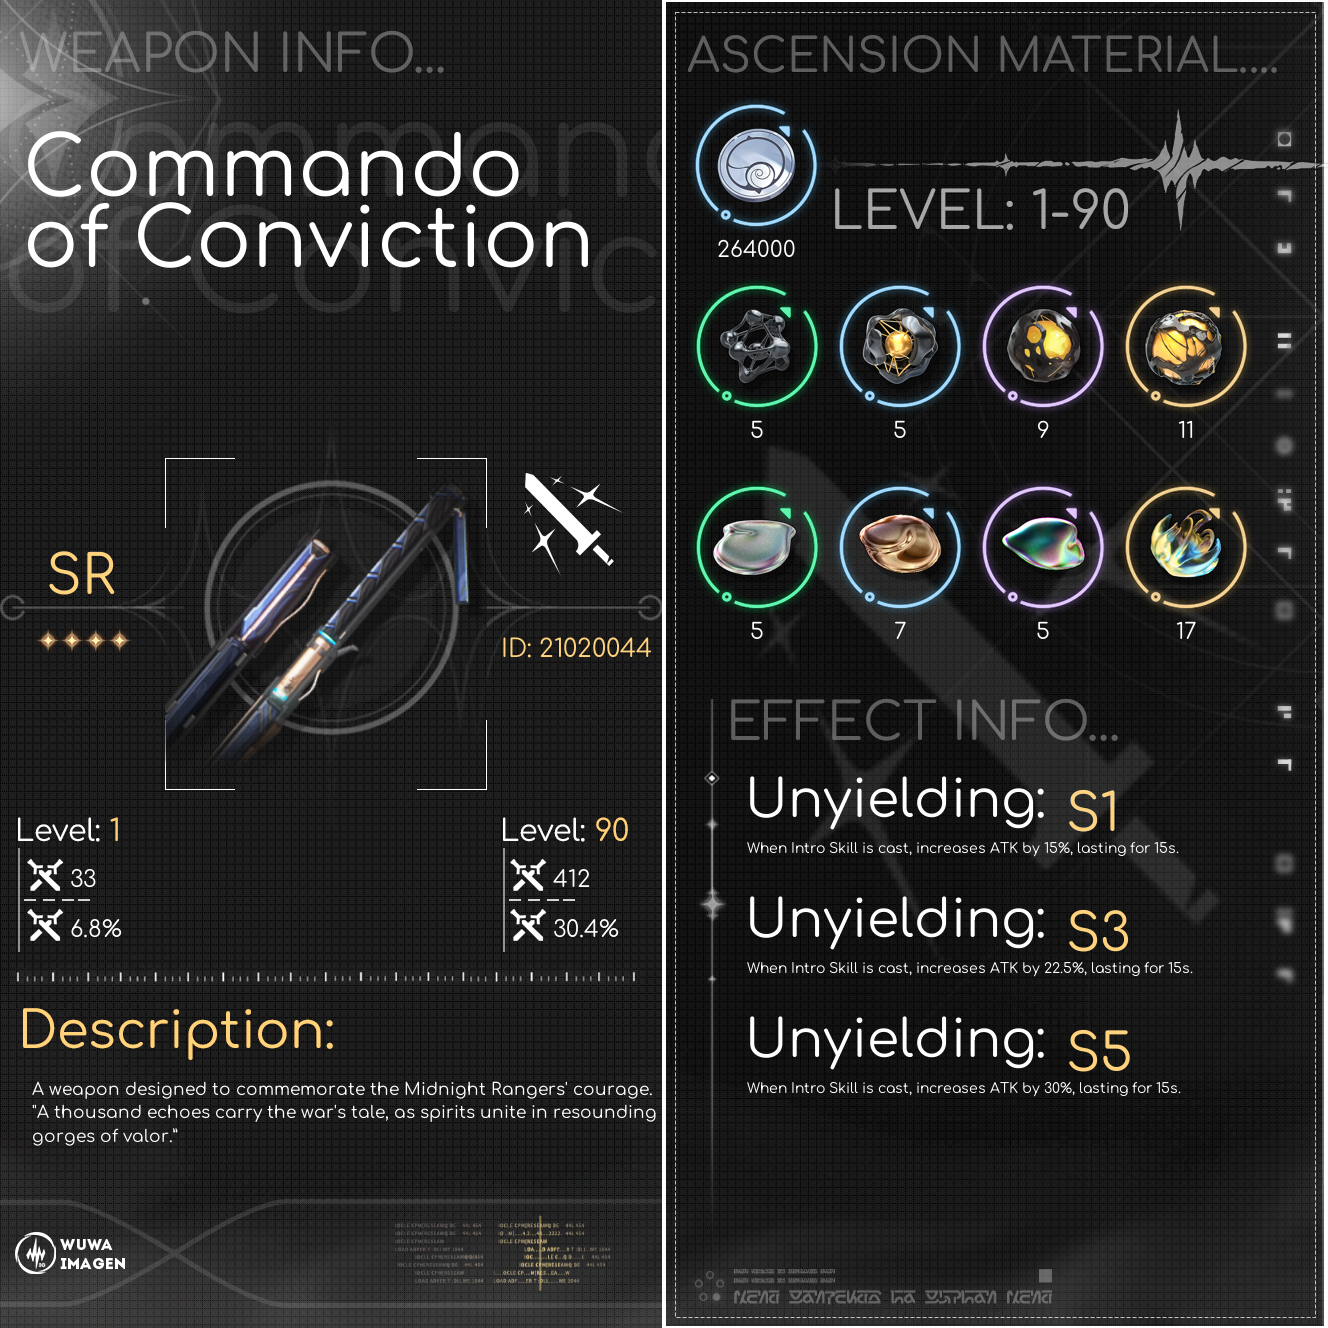 WEAPON INFO...
Commando
of Conviction
SR
ID: 21020044
Level: 1
33
6.8%
Level: 90
412
30.4%
Description:
A weapon designed to commemorate the Midnight Rangers' courage.
"A thousand echoes carry the war's tale, as spirits unite in resounding
gorges of valor."
WUWA
IMAGEN
ASCENSION MATERIAL....
LEVEL: 1-90
264000
5
5
9
11
5
7
5
17
EFFECT INFO...
Unyielding: S1
When Intro Skill is cast, increases ATK by 15%, lasting for 15s.
Unyielding: S3
When Intro Skill is cast, increases ATK by 22.5%, lasting for 15s.
Unyielding: S5
When Intro Skill is cast, increases ATK by 30%, lasting for 15s.